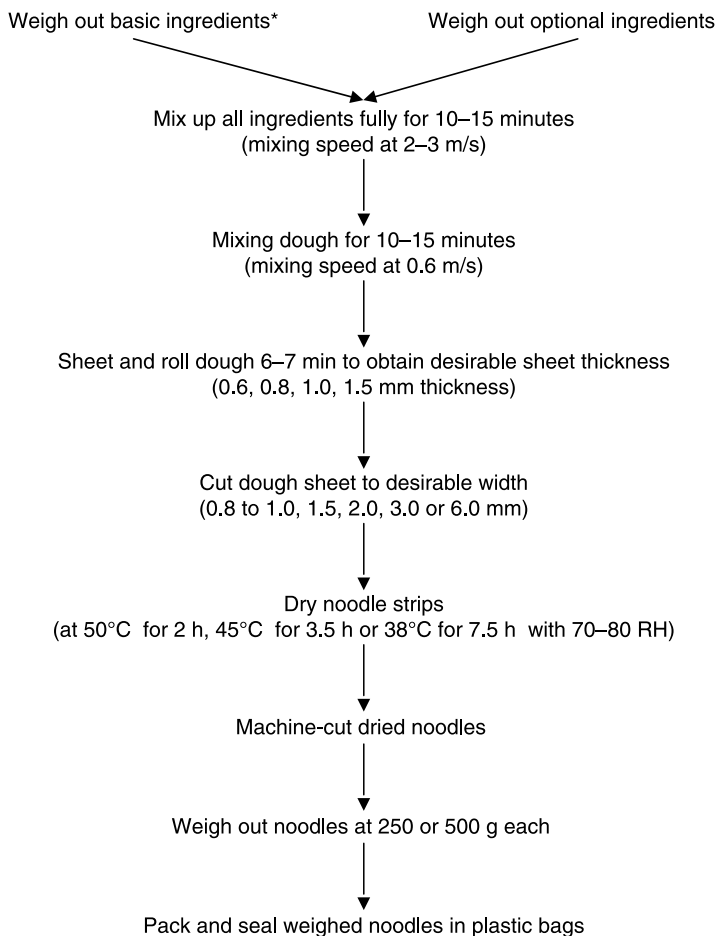 Weigh out basic ingredients*
Weigh out optional ingredients
Mix up all ingredients fully for 10–15 minutes
(mixing speed at 2–3 m/s)
Mixing dough for 10–15 minutes
(mixing speed at 0.6 m/s)
Sheet and roll dough 6–7 min to obtain desirable sheet thickness
(0.6, 0.8, 1.0, 1.5 mm thickness)
Cut dough sheet to desirable width
(0.8 to 1.0, 1.5, 2.0, 3.0 or 6.0 mm)
Dry noodle strips
(at 50°C for 2 h, 45°C for 3.5 h or 38°C for 7.5 h with 70–80 RH)
Machine-cut dried noodles
Weigh out noodles at 250 or 500 g each
Pack and seal weighed noodles in plastic bags